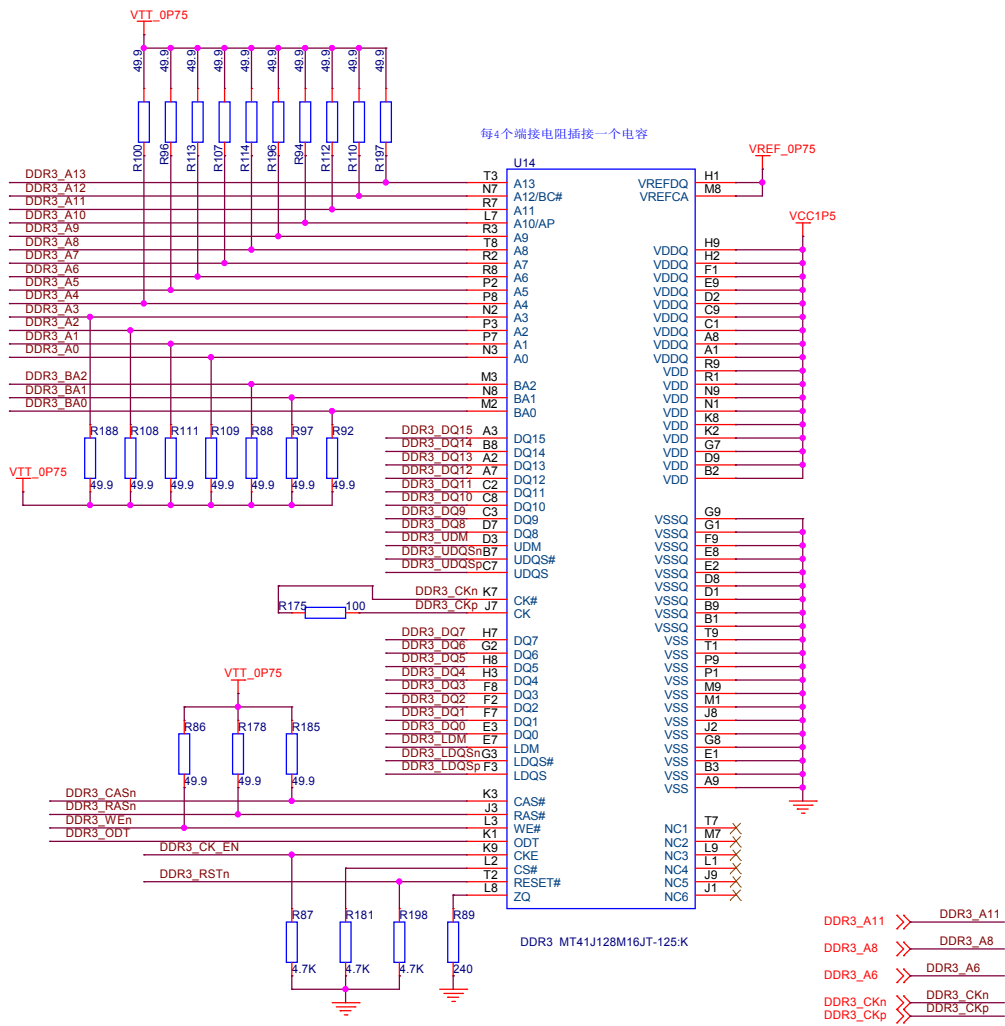 VTT_0P75
49.9 49.9 49.9 49.9 49.9 49.9 49.9 49.9 49.9 49.9
R100 R96 R113 R107 R114 R196 R94 R112 R110 R197
每4个端接电阻插接一个电容
U14
VREF_0P75
VCC1P5
DDR3_A13 T3 A13
DDR3_A12 N7 A12/BC#
DDR3_A11 R7 A11
DDR3_A10 L7 A10/AP
DDR3_A9 R3 A9
DDR3_A8 T8 A8
DDR3_A7 R2 A7
DDR3_A6 R8 A6
DDR3_A5 P2 A5
DDR3_A4 P8 A4
DDR3_A3 N2 A3
DDR3_A2 P3 A2
DDR3_A1 P7 A1
DDR3_A0 N3 A0
DDR3_BA2 M3 BA2
DDR3_BA1 N8 BA1
DDR3_BA0 M2 BA0
R188 R108 R111 R109 R88 R97 R92
VTT_0P75
49.9 49.9 49.9 49.9 49.9 49.9 49.9
DDR3_DQ15 A3 DQ15
DDR3_DQ14 B8 DQ14
DDR3_DQ13 A2 DQ13
DDR3_DQ12 A7 DQ12
DDR3_DQ11 C2 DQ11
DDR3_DQ10 C8 DQ10
DDR3_DQ9 C3 DQ9
DDR3_DQ8 D7 DQ8
DDR3_UDM D3 UDM
DDR3_UDQSn B7 UDQS#
DDR3_UDQSp C7 UDQS
DDR3_CKn K7 CK#
R175 100 DDR3_CKp J7 CK
DDR3_DQ7 H7 DQ7
DDR3_DQ6 G2 DQ6
DDR3_DQ5 H8 DQ5
DDR3_DQ4 H3 DQ4
DDR3_DQ3 F8 DQ3
DDR3_DQ2 F2 DQ2
DDR3_DQ1 F7 DQ1
DDR3_DQ0 E3 DQ0
DDR3_LDM E7 LDM
DDR3_LDQSn G3 LDQS#
DDR3_LDQSp F3 LDQS
VTT_0P75
R86 R178 R185
49.9 49.9 49.9
DDR3_CASn K3 CAS#
DDR3_RASn J3 RAS#
DDR3_WEn L3 WE#
DDR3_ODT K1 ODT
DDR3_CK_EN K9 CKE
L2 CS#
DDR3_RSTn T2 RESET#
L8 ZQ
R87 R181 R198 R89
4.7K 4.7K 4.7K 240
VREFDQ H1
VREFCA M8
VDDQ H9
VDDQ H2
VDDQ F1
VDDQ E9
VDDQ D2
VDDQ C9
VDDQ C1
VDDQ A8
VDDQ A1
VDD R9
VDD R1
VDD N9
VDD N1
VDD K8
VDD K2
VDD G7
VDD D9
VDD B2
VSSQ G9
VSSQ G1
VSSQ F9
VSSQ E8
VSSQ E2
VSSQ D8
VSSQ D1
VSSQ B9
VSSQ B1
VSS T9
VSS T1
VSS P9
VSS P1
VSS M9
VSS M1
VSS J8
VSS J2
VSS G8
VSS E1
VSS B3
VSS A9
NC1 T7
NC2 M7
NC3 L9
NC4 L1
NC5 J9
NC6 J1
DDR3 MT41J128M16JT-125:K
DDR3_A11 DDR3_A11
DDR3_A8 DDR3_A8
DDR3_A6 DDR3_A6
DDR3_CKn DDR3_CKn
DDR3_CKp DDR3_CKp